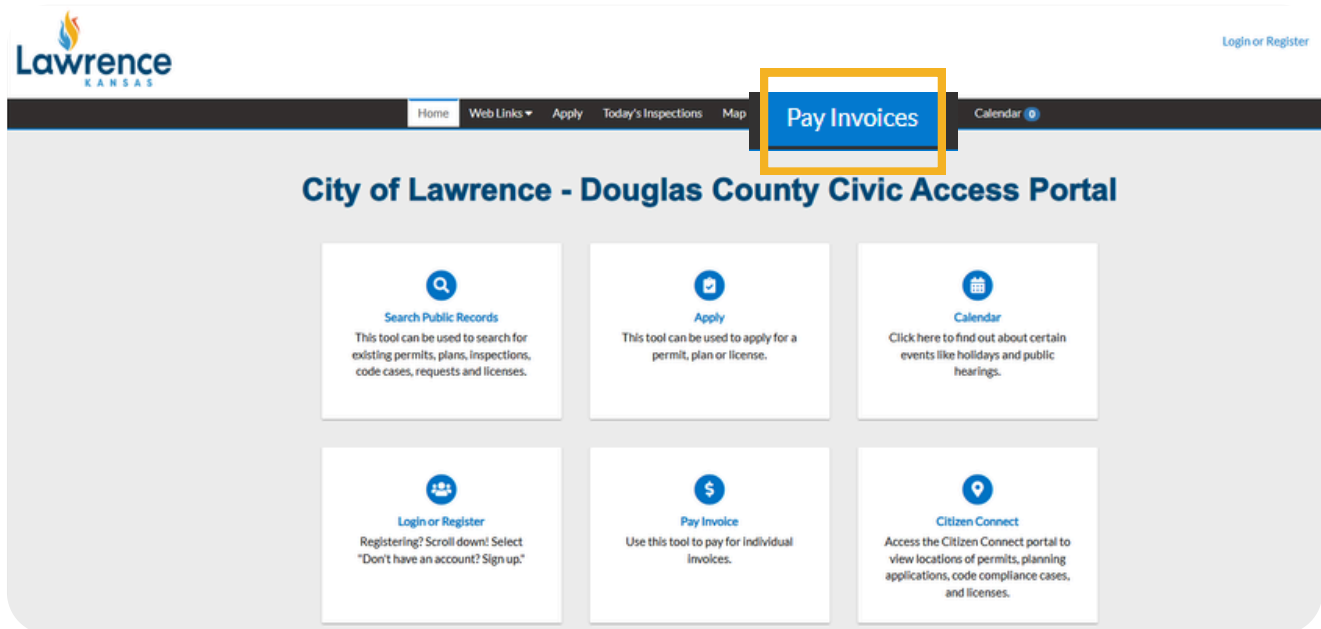 Lawrence
KANSAS
Login or Register
Home Web Links Apply Today's Inspections Map Pay Invoices Calendar 0
City of Lawrence - Douglas County Civic Access Portal
Search Public Records
This tool can be used to search for
existing permits, plans, inspections,
code cases, requests and licenses.
Apply
This tool can be used to apply for a
permit, plan or license.
Calendar
Click here to find out about certain
events like holidays and public
hearings.
Login or Register
Registering? Scroll down! Select
"Don't have an account? Sign up."
Pay Invoice
Use this tool to pay for individual
invoices.
Citizen Connect
Access the Citizen Connect portal to
view locations of permits, planning
applications, code compliance cases,
and licenses.